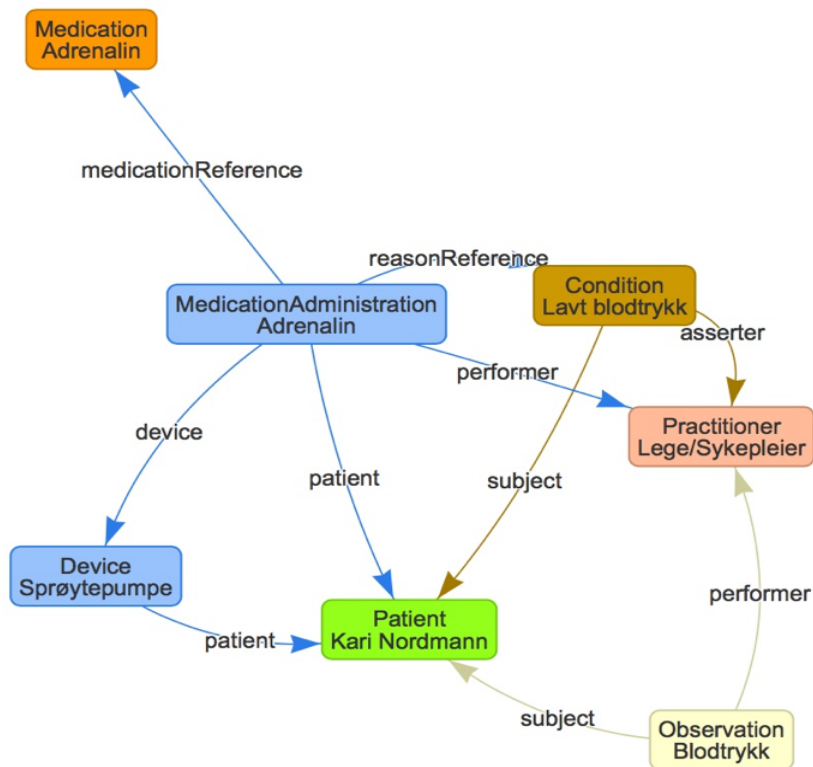 Medication
Adrenalin
medicationReference
reasonReference
MedicationAdministration
Adrenalin
Condition
Lavt blodtrykk
asserter
performer
Practitioner
Lege/Sykepleier
device
patient
subject
Device
Sprøytepumpe
patient
Patient
Kari Nordmann
performer
subject
Observation
Blodtrykk